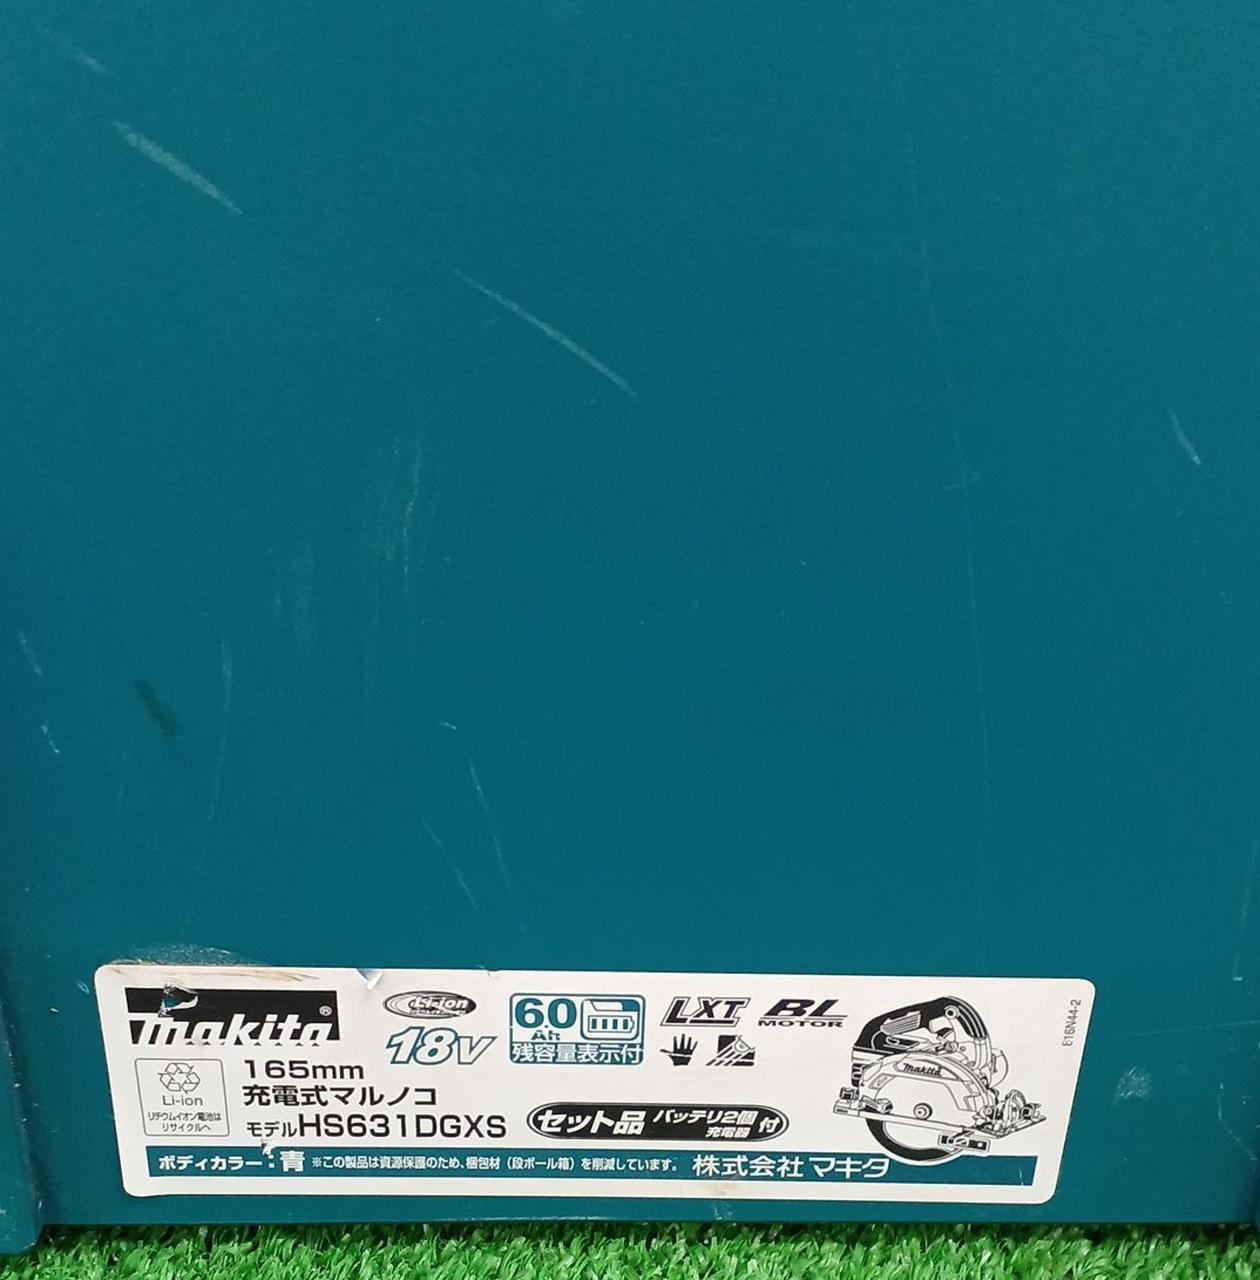 makita®
Li-ion
18V
60
Ah
残容量表示付
LXT
BL
MOTOR
makita
E16N44-2
Li-ion
リチウムイオン電池は
リサイクルへ
165mm
充電式マルノコ
モデルHS631DGXS
セット品 バッテリ2個
充電器 付
ボディカラー：青 ※この製品は資源保護のため、梱包材（段ボール箱）を削減しています。 株式会社 マキタ